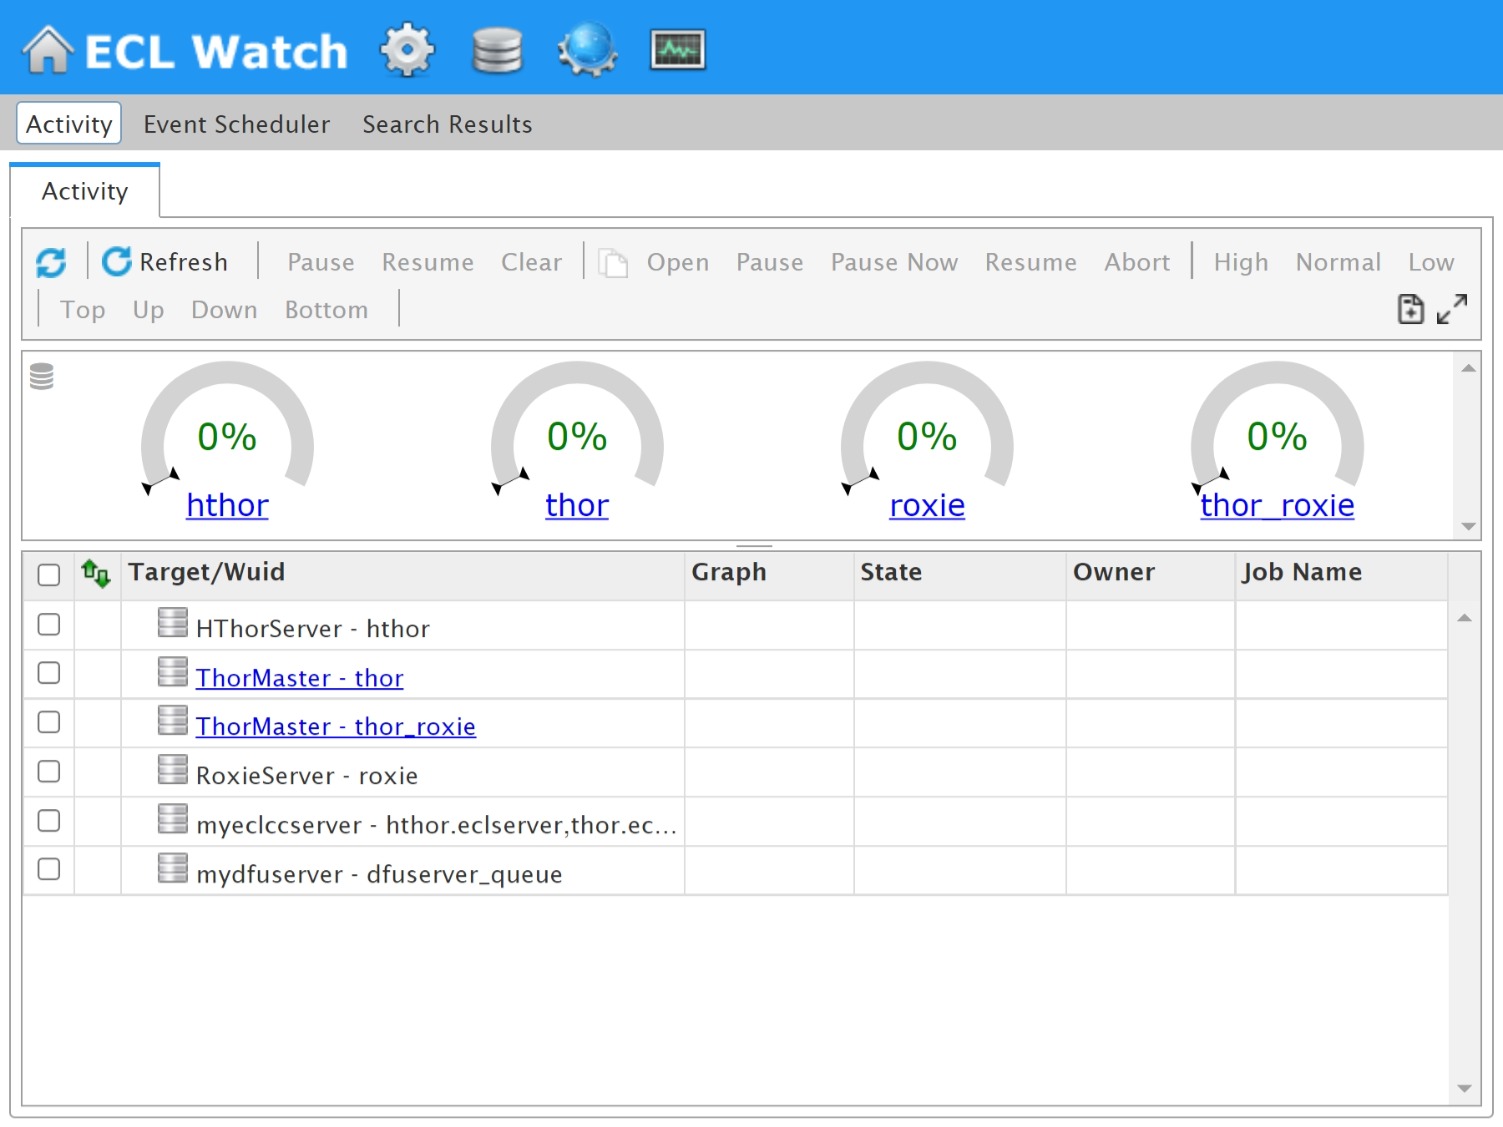 ECL Watch
Activity Event Scheduler Search Results
Activity
Refresh Pause Resume Clear Open Pause Pause Now Resume Abort High Normal Low
Top Up Down Bottom
0% 0% 0% 0%
hthor thor roxie thor_roxie
Target/Wuid Graph State Owner Job Name
HThorServer - hthor
ThorMaster - thor
ThorMaster - thor_roxie
RoxieServer - roxie
myeclccserver - hthor.eclserver,thor.ec...
mydfuserver - dfuserver_queue